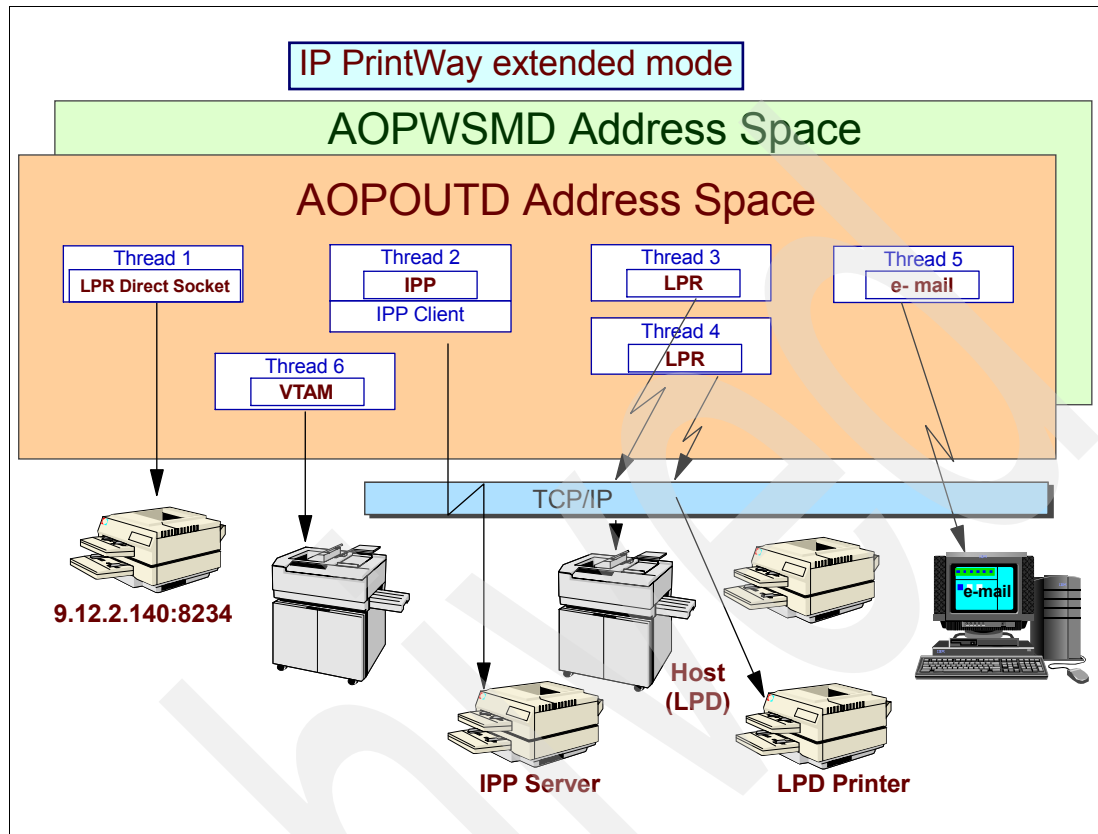 IP PrintWay extended mode
AOPWSMD Address Space
AOPOUTD Address Space
Thread 1
LPR Direct Socket
Thread 2
IPP
IPP Client
Thread 3
LPR
Thread 4
LPR
Thread 5
e- mail
Thread 6
VTAM
TCP/IP
9.12.2.140:8234
e-mail
Host
(LPD)
IPP Server
LPD Printer